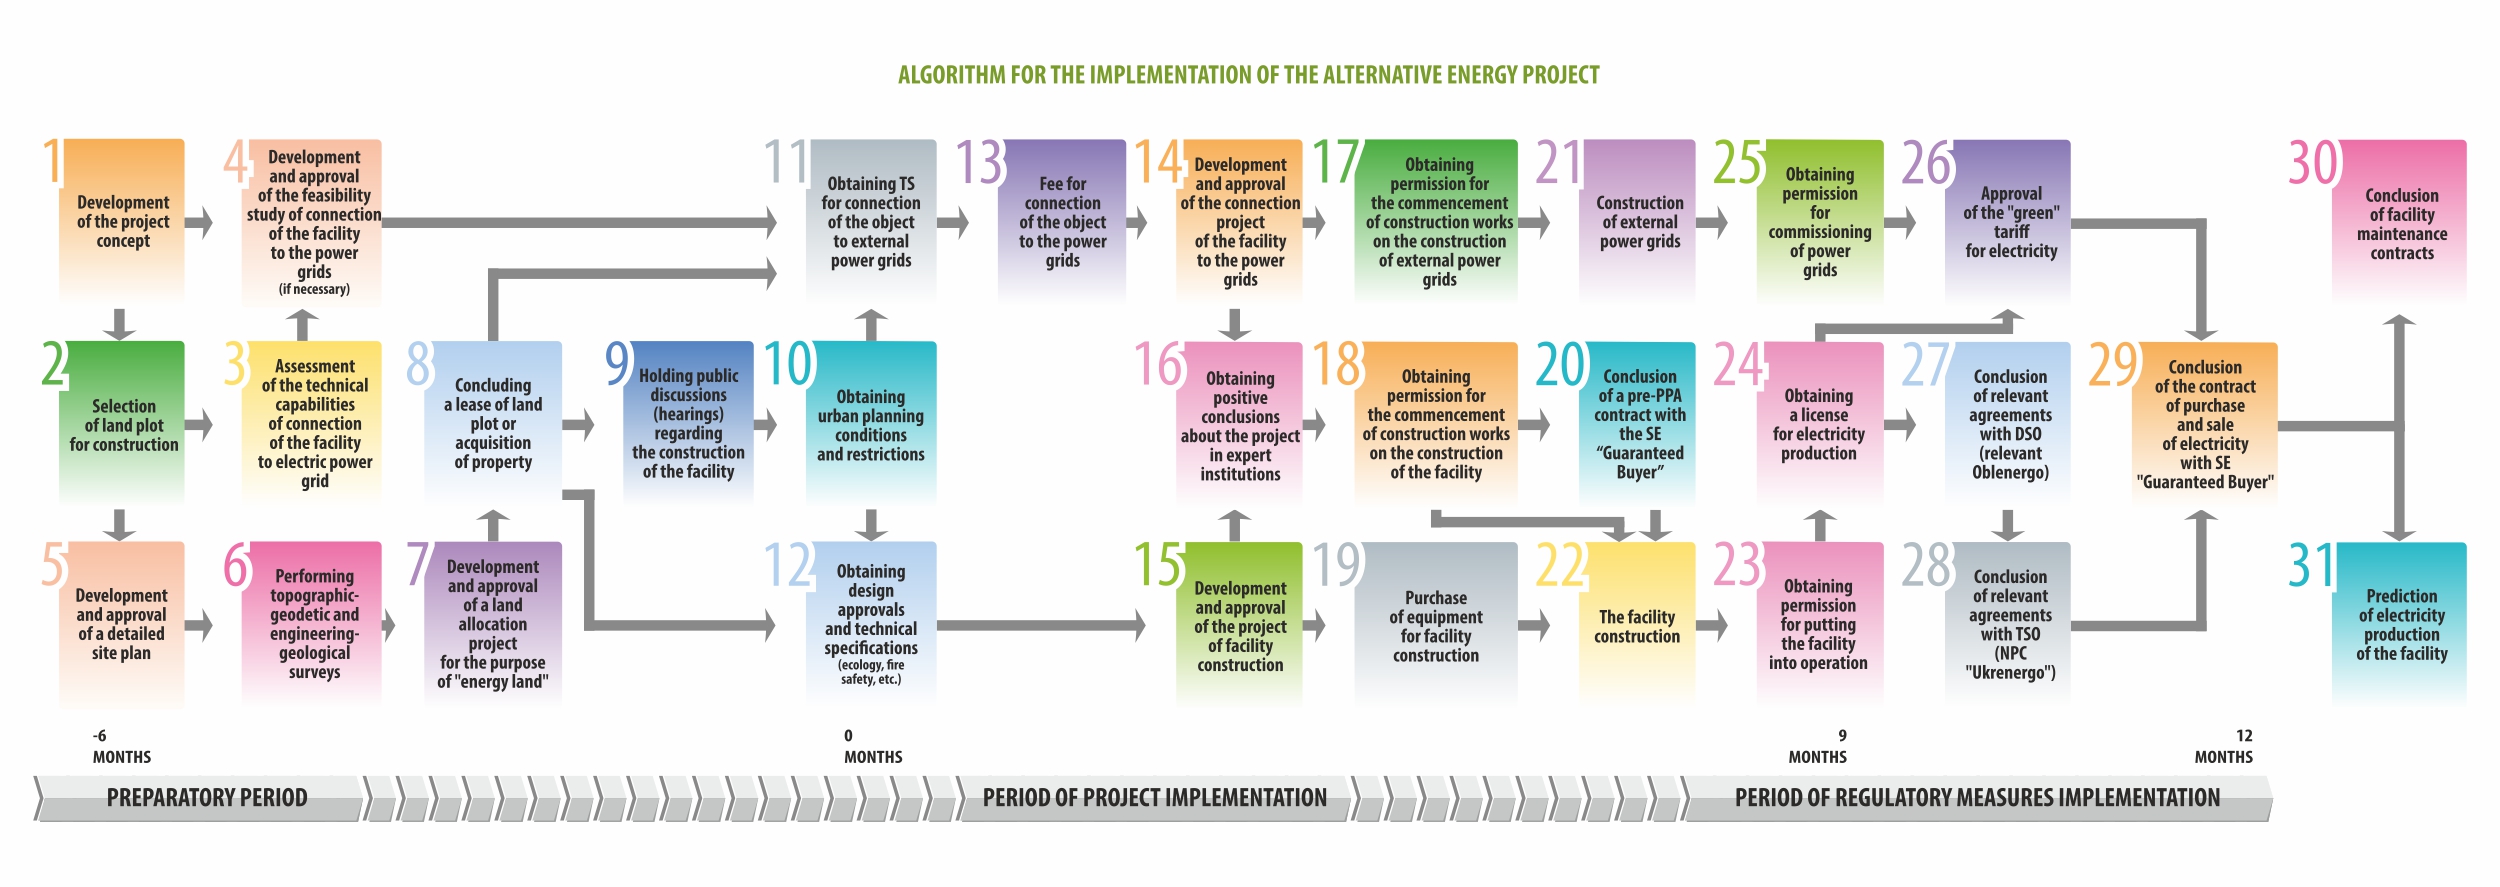 ALGORITHM FOR THE IMPLEMENTATION OF THE ALTERNATIVE ENERGY PROJECT
1
Development
of the project
concept
4
Development
and approval
of the feasibility
study of connection
of the facility
to the power
grids
(if necessary)
11
Obtaining TS
for connection
of the object
to external
power grids
13
Fee for
connection
of the object
to the power
grids
14
Development
and approval
of the connection
project
of the facility
to the power
grids
17
Obtaining
permission for
the commencement
of construction works
on the construction
of external power
grids
21
Construction
of external
power grids
25
Obtaining
permission
for
commissioning
of power
grids
26
Approval
of the "green"
tariff
for electricity
30
Conclusion
of facility
maintenance
contracts
2
Selection
of land plot
for construction
3
Assessment
of the technical
capabilities
of connection
of the facility
to electric power
grid
8
Concluding
a lease of land
plot or
acquisition
of property
9
Holding public
discussions
(hearings)
regarding
the construction
of the facility
10
Obtaining
urban planning
conditions
and restrictions
16
Obtaining
positive
conclusions
about the project
in expert
institutions
18
Obtaining
permission for
the commencement
of construction works
on the construction
of the facility
20
Conclusion
of a pre-PPA
contract with
the SE
“Guaranteed
Buyer”
24
Obtaining
a license
for electricity
production
27
Conclusion
of relevant
agreements
with DSO
(relevant
Oblenergo)
29
Conclusion
of the contract
of purchase
and sale
of electricity
with SE
"Guaranteed Buyer"
5
Development
and approval
of a detailed
site plan
6
Performing
topographic-
geodetic and
engineering-
geological
surveys
7
Development
and approval
of a land
allocation
project
for the purpose
of "energy land"
12
Obtaining
design
approvals
and technical
specifications
(ecology, fire
safety, etc.)
15
Development
and approval
of the project
of facility
construction
19
Purchase
of equipment
for facility
construction
22
The facility
construction
23
Obtaining
permission
for putting
the facility
into operation
28
Conclusion
of relevant
agreements
with TSO
(NPC
"Ukrenergo")
31
Prediction
of electricity
production
of the facility
-6
MONTHS
0
MONTHS
9
MONTHS
12
MONTHS
PREPARATORY PERIOD
PERIOD OF PROJECT IMPLEMENTATION
PERIOD OF REGULATORY MEASURES IMPLEMENTATION